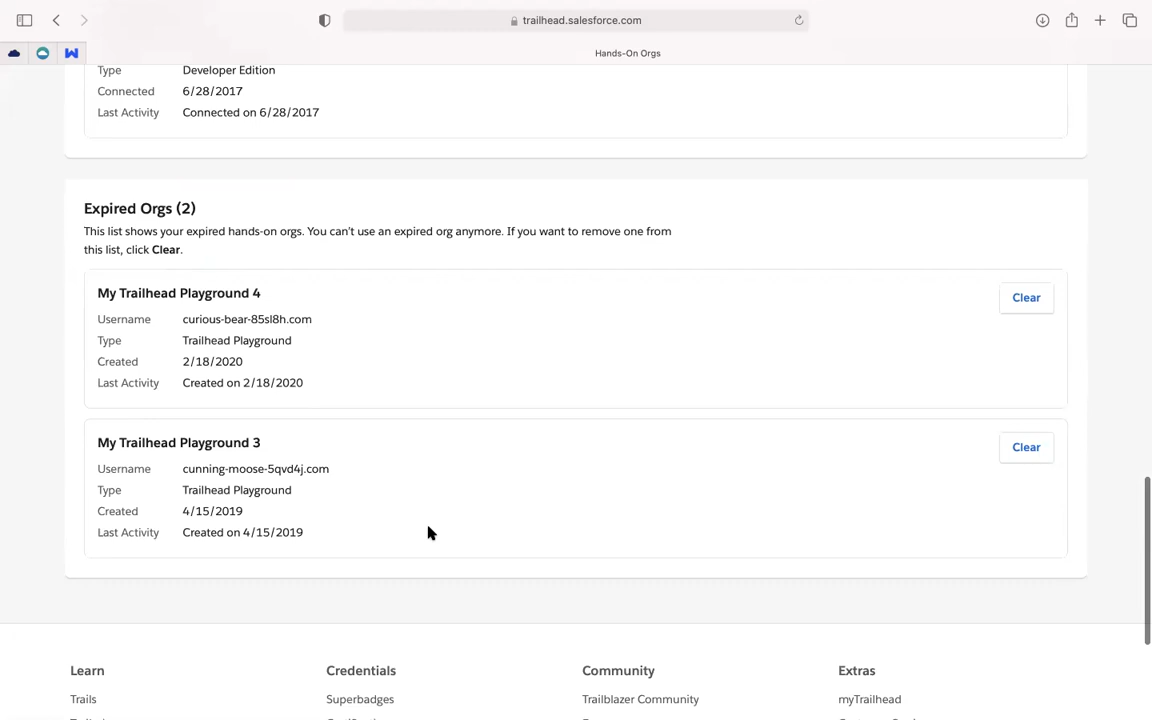 trailhead.salesforce.com
Hands-On Orgs
Type Developer Edition
Connected 6/28/2017
Last Activity Connected on 6/28/2017
Expired Orgs (2)
This list shows your expired hands-on orgs. You can't use an expired org anymore. If you want to remove one from
this list, click Clear.
My Trailhead Playground 4
Clear
Username curious-bear-85sl8h.com
Type Trailhead Playground
Created 2/18/2020
Last Activity Created on 2/18/2020
My Trailhead Playground 3
Clear
Username cunning-moose-5qvd4j.com
Type Trailhead Playground
Created 4/15/2019
Last Activity Created on 4/15/2019
Learn Credentials Community Extras
Trails Superbadges Trailblazer Community myTrailhead